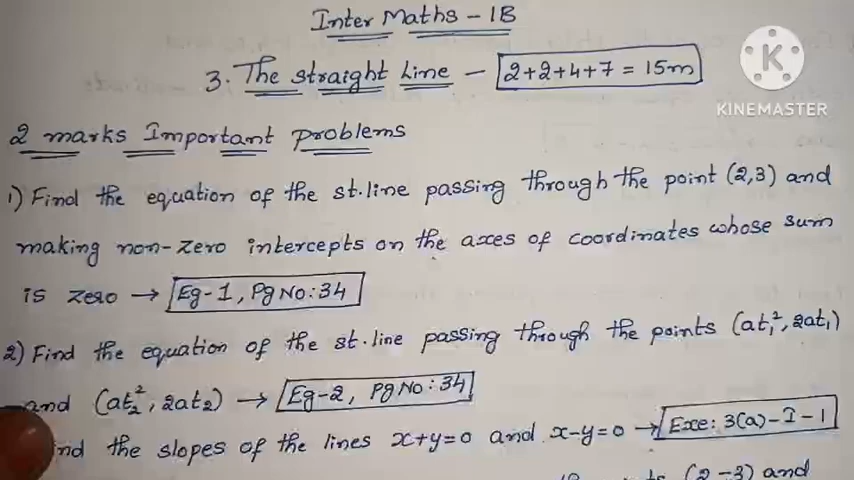 Inter Maths - IB
3. The straight Line - 2+2+4+7 = 15m
KINEMASTER
2 marks Important problems
1) Find the equation of the st.line passing through the point (2,3) and
making non-zero intercepts on the axes of coordinates whose sum
is zero → Eg-1, Pg No: 34
2) Find the equation of the st.line passing through the points (at₁², 2at₁)
and (at₂², 2at₂) → Eg-2, Pg No: 34
the slopes of the lines x+y=0 and x-y=0 → Exe: 3(a)-I-1
(2 -3) and